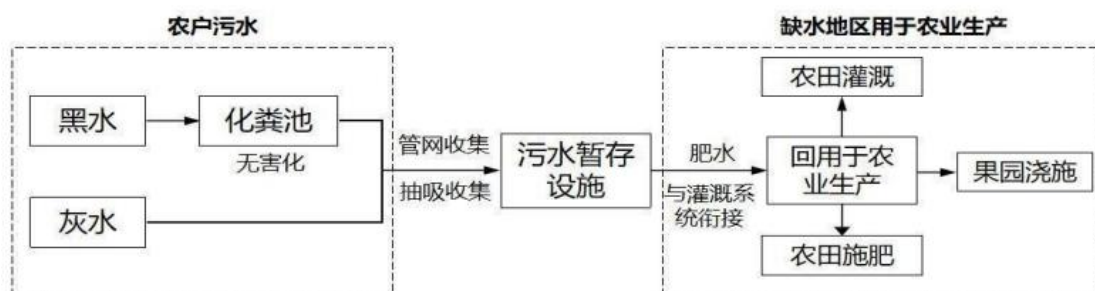 农户污水
缺水地区用于农业生产
黑水
化粪池
无害化
灰水
管网收集
抽吸收集
污水暂存
设施
肥水
与灌溉系
统衔接
农田灌溉
回用于农
业生产
果园浇施
农田施肥